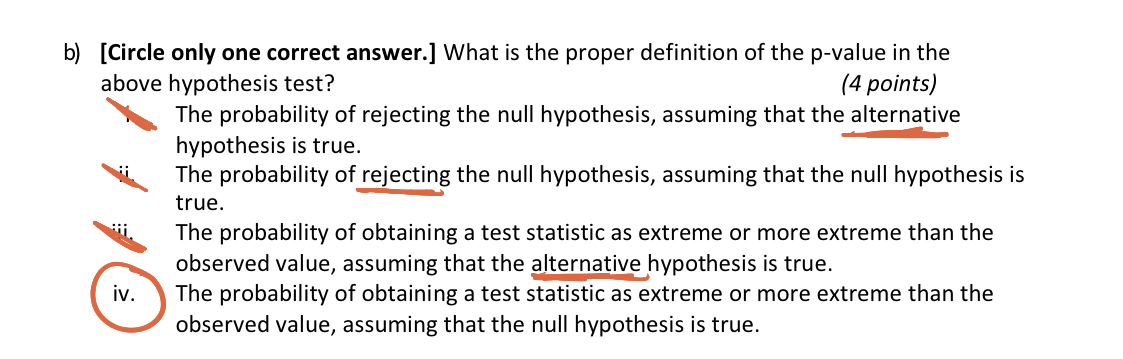 b) [Circle only one correct answer.] What is the proper definition of the p-value in the
above hypothesis test? (4 points)
i. The probability of rejecting the null hypothesis, assuming that the alternative
hypothesis is true.
ii. The probability of rejecting the null hypothesis, assuming that the null hypothesis is
true.
iii. The probability of obtaining a test statistic as extreme or more extreme than the
observed value, assuming that the alternative hypothesis is true.
iv. The probability of obtaining a test statistic as extreme or more extreme than the
observed value, assuming that the null hypothesis is true.